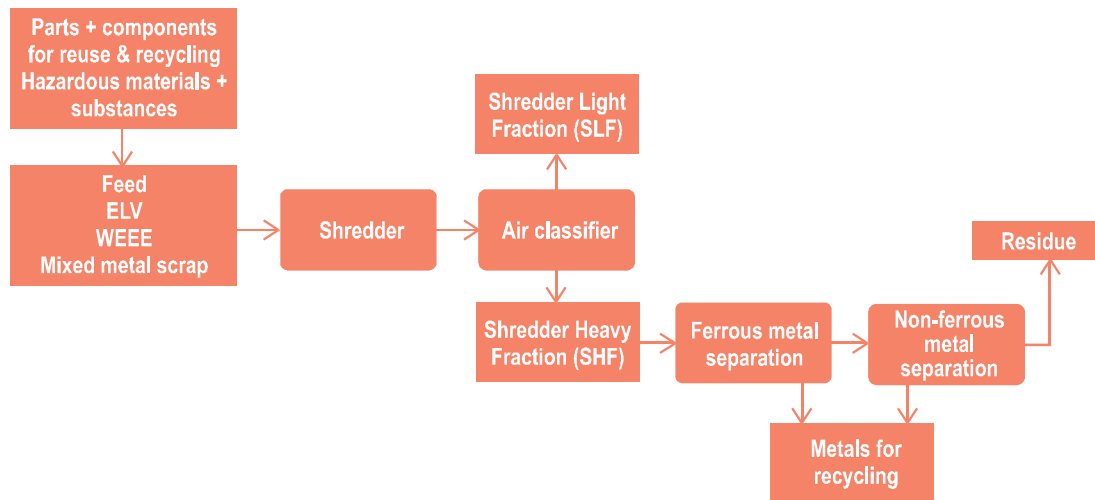 Parts + components
for reuse & recycling
Hazardous materials +
substances
Feed
ELV
WEEE
Mixed metal scrap
Shredder
Shredder Light
Fraction (SLF)
Air classifier
Shredder Heavy
Fraction (SHF)
Ferrous metal
separation
Non-ferrous
metal
separation
Residue
Metals for
recycling